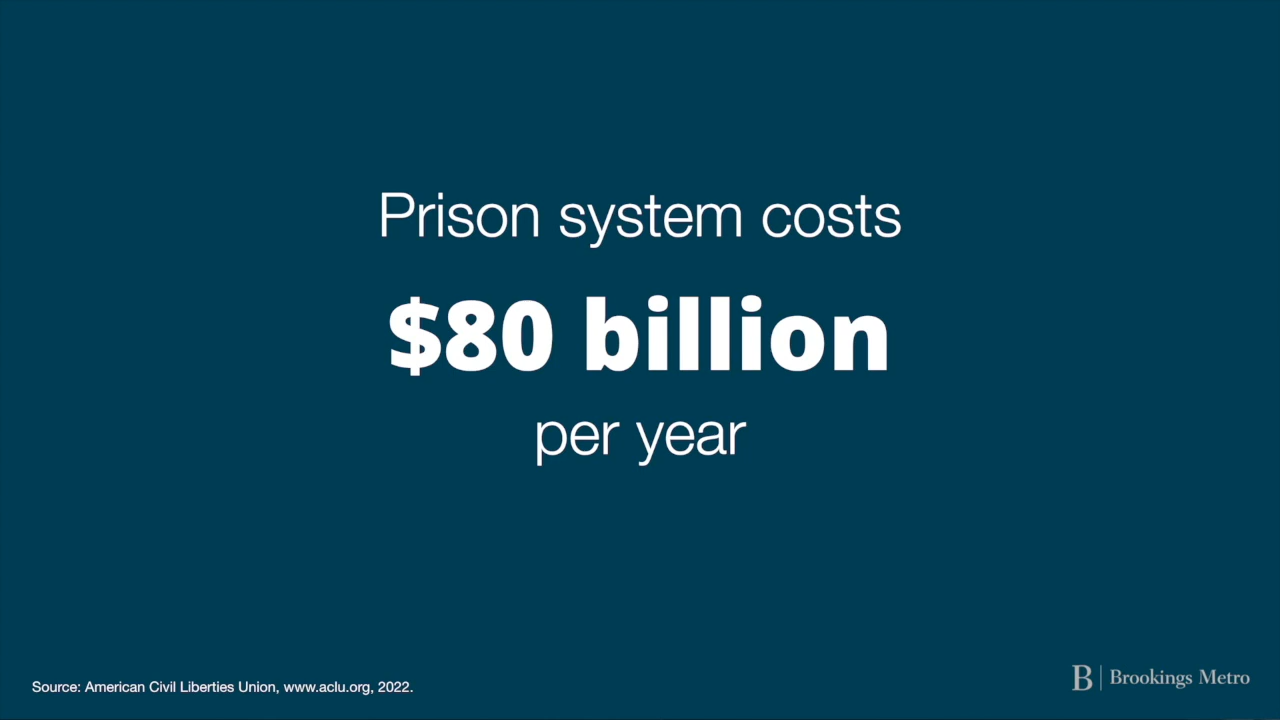 Prison system costs
$80 billion
per year
Source: American Civil Liberties Union, www.aclu.org, 2022.
B | Brookings Metro